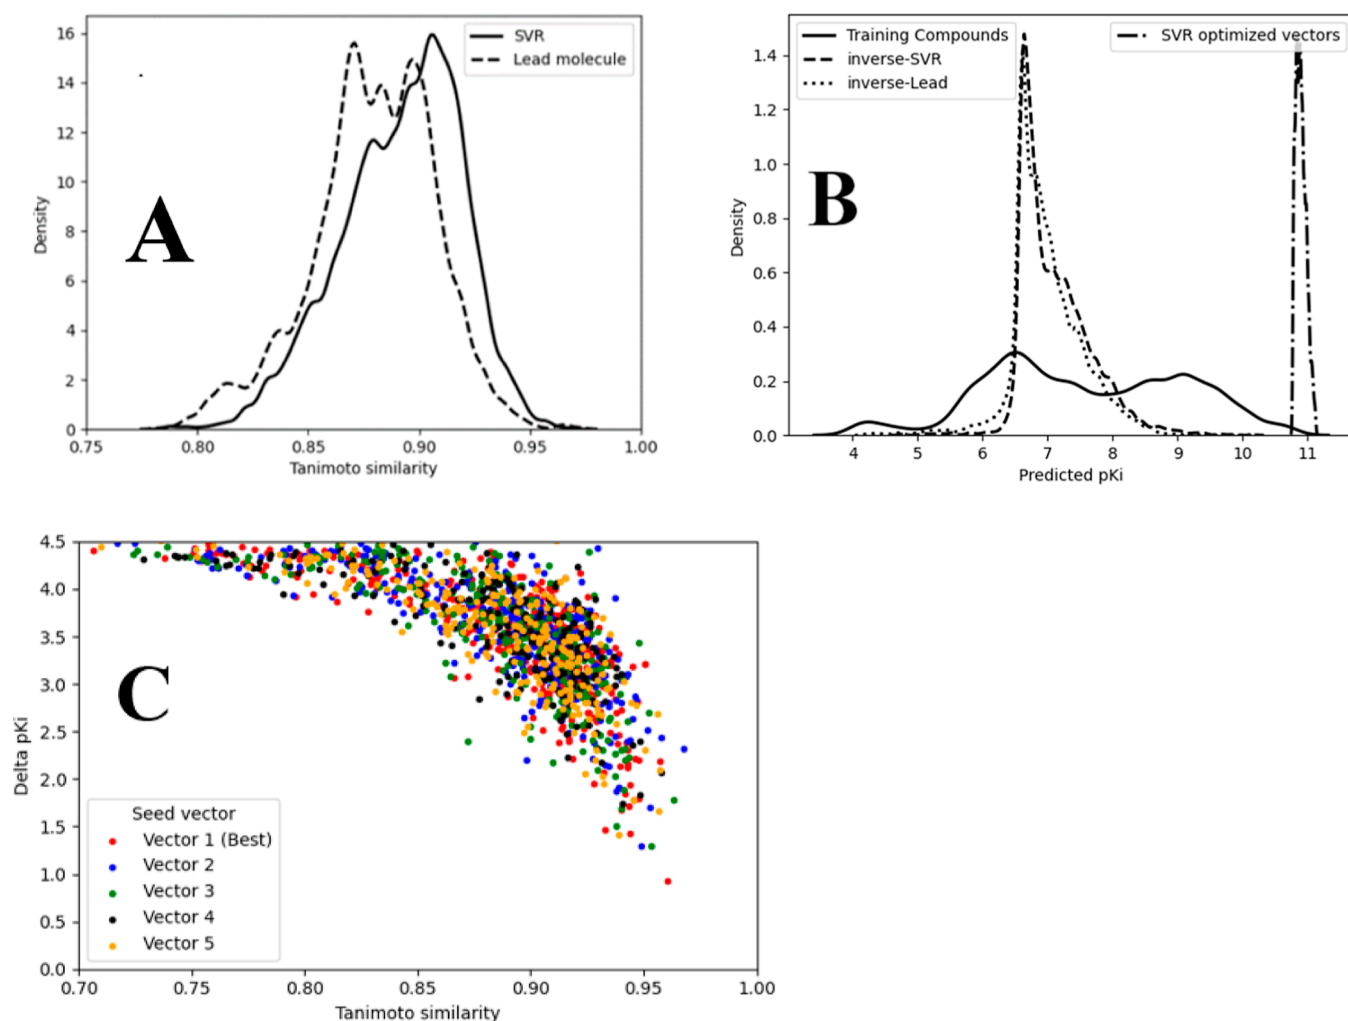 16
14
12
10
8
6
4
2
0
Density
A
SVR
Lead molecule
0.75
0.80
0.85
0.90
0.95
1.00
Tanimoto similarity
1.4
1.2
1.0
0.8
0.6
0.4
0.2
0.0
Density
B
Training Compounds
inverse-SVR
inverse-Lead
SVR optimized vectors
4
5
6
7
8
9
10
11
Predicted pKi
4.5
4.0
3.5
3.0
2.5
2.0
1.5
1.0
0.5
0.0
Delta pKi
C
Seed vector
Vector 1 (Best)
Vector 2
Vector 3
Vector 4
Vector 5
0.70
0.75
0.80
0.85
0.90
0.95
1.00
Tanimoto similarity